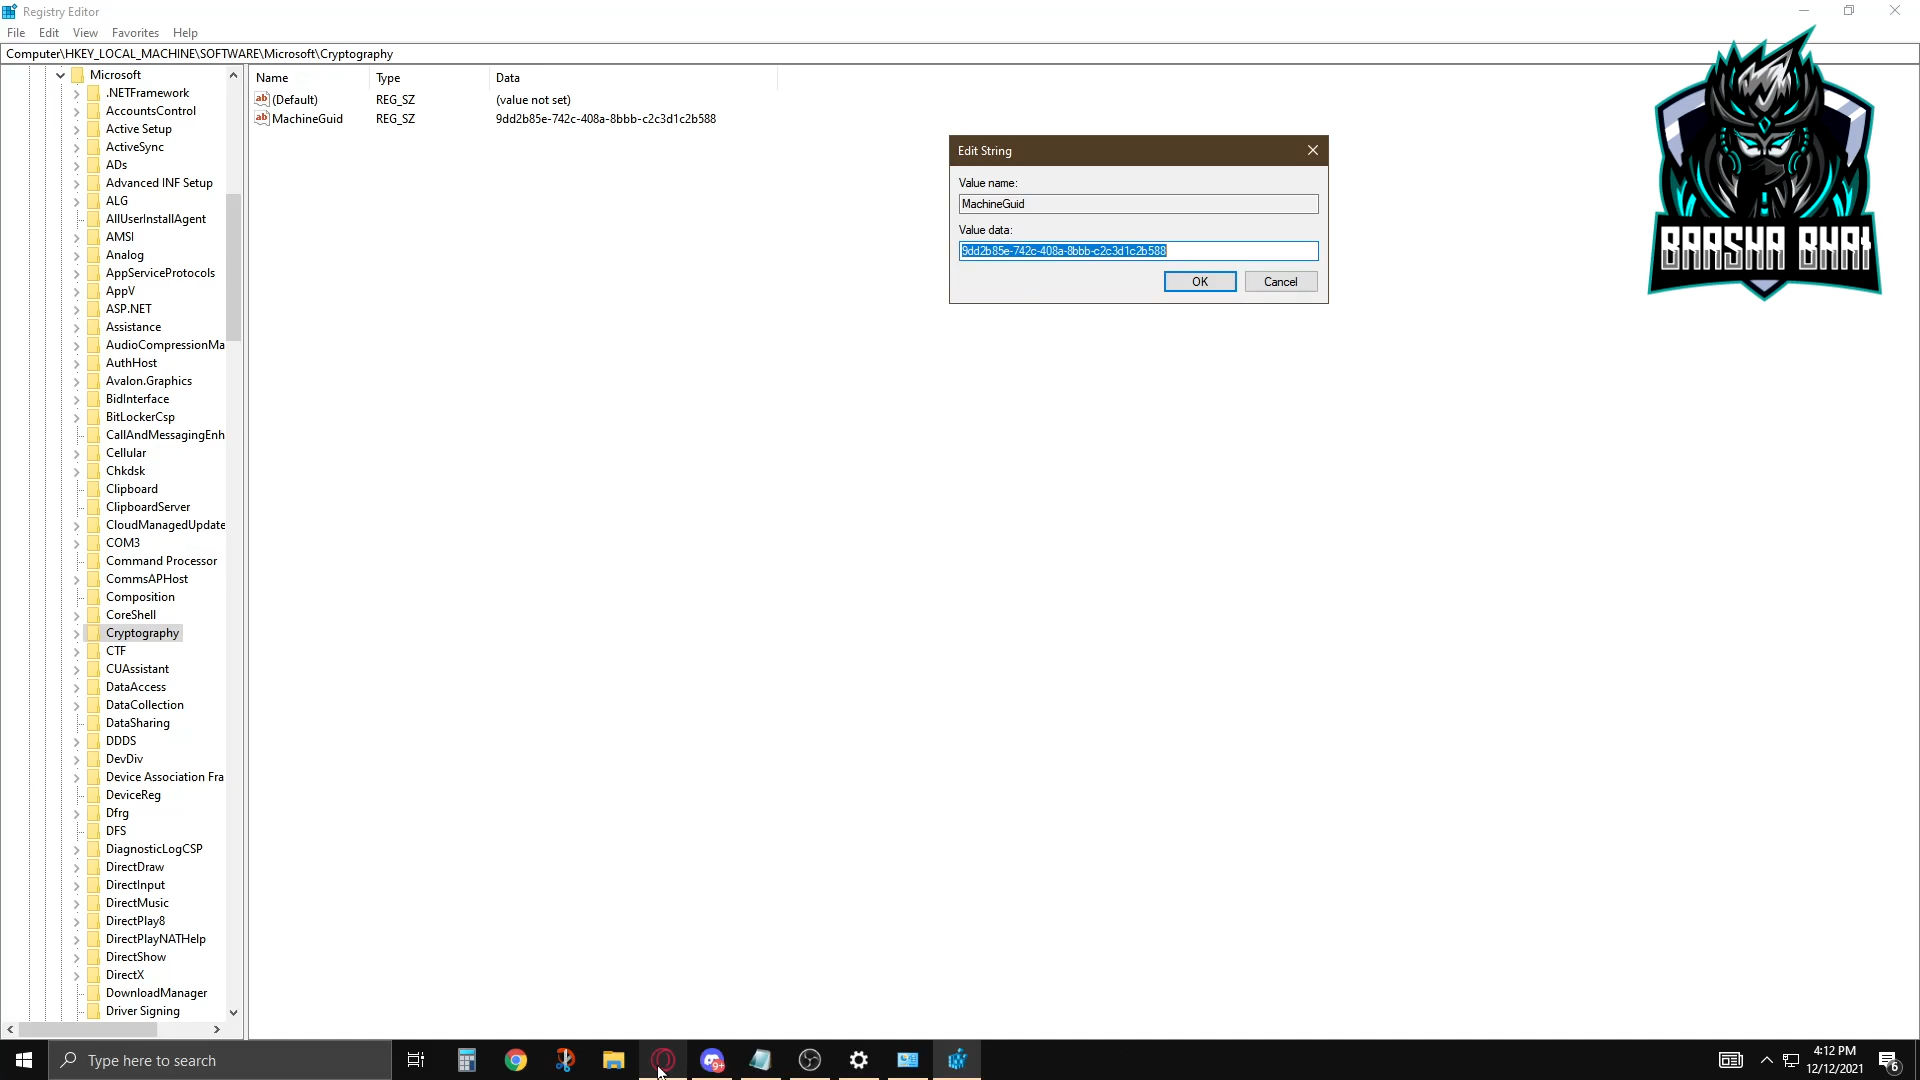 Registry Editor
File Edit View Favorites Help
Computer\HKEY_LOCAL_MACHINE\SOFTWARE\Microsoft\Cryptography
Microsoft
.NETFramework
AccountsControl
Active Setup
ActiveSync
ADs
Advanced INF Setup
ALG
AllUserInstallAgent
AMSI
Analog
AppServiceProtocols
AppV
ASP.NET
Assistance
AudioCompressionMa
AuthHost
Avalon.Graphics
BidInterface
BitLockerCsp
CallAndMessagingEnh
Cellular
Chkdsk
Clipboard
ClipboardServer
CloudManagedUpdate
COM3
Command Processor
CommsAPHost
Composition
CoreShell
Cryptography
CTF
CUAssistant
DataAccess
DataCollection
DataSharing
DDDS
DevDiv
Device Association Fra
DeviceReg
Dfrg
DFS
DiagnosticLogCSP
DirectDraw
DirectInput
DirectMusic
DirectPlay8
DirectPlayNATHelp
DirectShow
DirectX
DownloadManager
Driver Signing
Name Type Data
ab (Default) REG_SZ (value not set)
ab MachineGuid REG_SZ 9dd2b85e-742c-408a-8bbb-c2c3d1c2b588
Edit String
Value name:
MachineGuid
Value data:
9dd2b85e-742c-408a-8bbb-c2c3d1c2b588
OK Cancel
BAASHA BHAI
Type here to search
9+
4:12 PM
12/12/2021
6